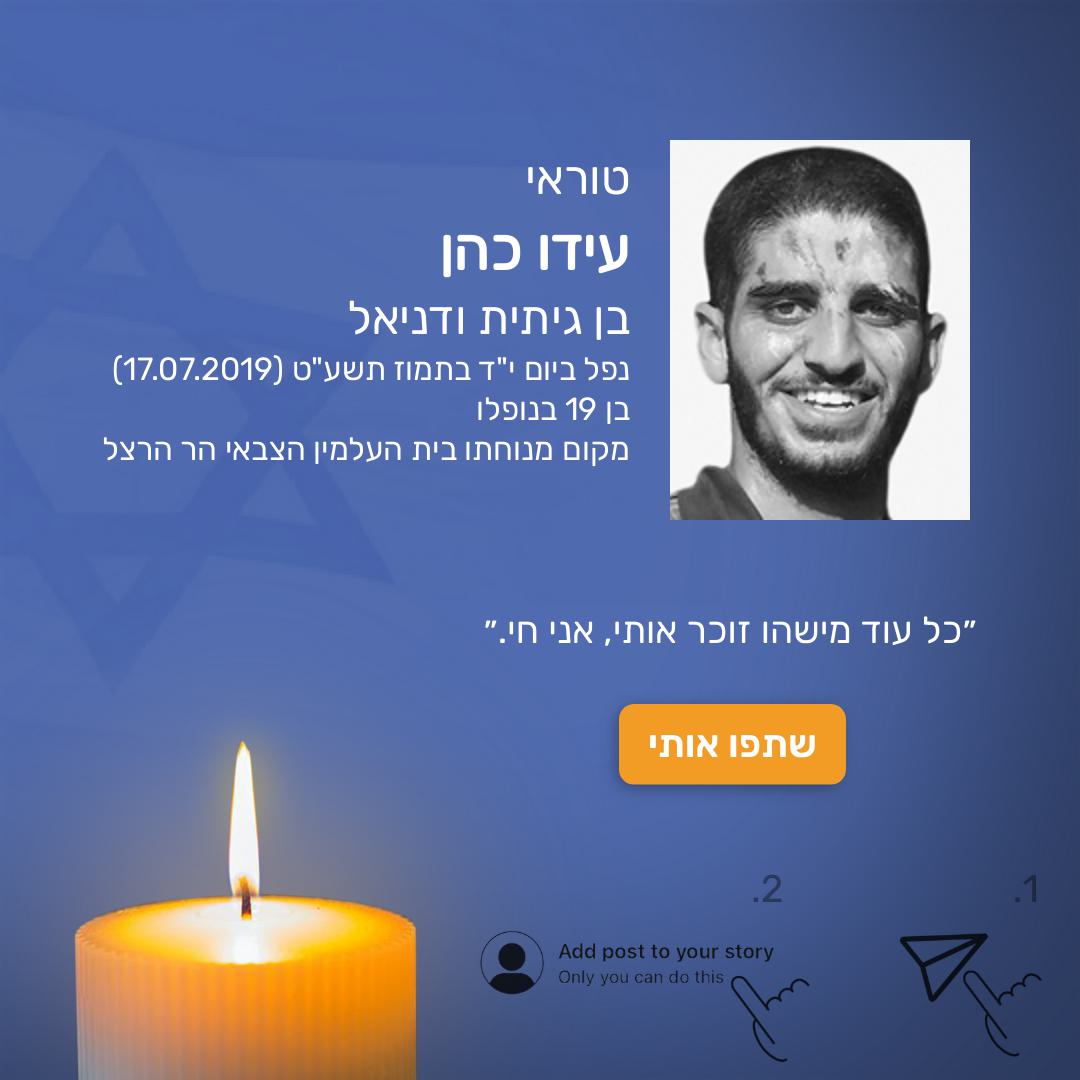 טוראי
עידו כהן
בן גיתית ודניאל
נפל ביום י"ד בתמוז תשע"ט (17.07.2019)
בן 19 בנופלו
מקום מנוחתו בית העלמין הצבאי הר הרצל
״כל עוד מישהו זוכר אותי, אני חי.״
שתפו אותי
1.
2.
Add post to your story
Only you can do this